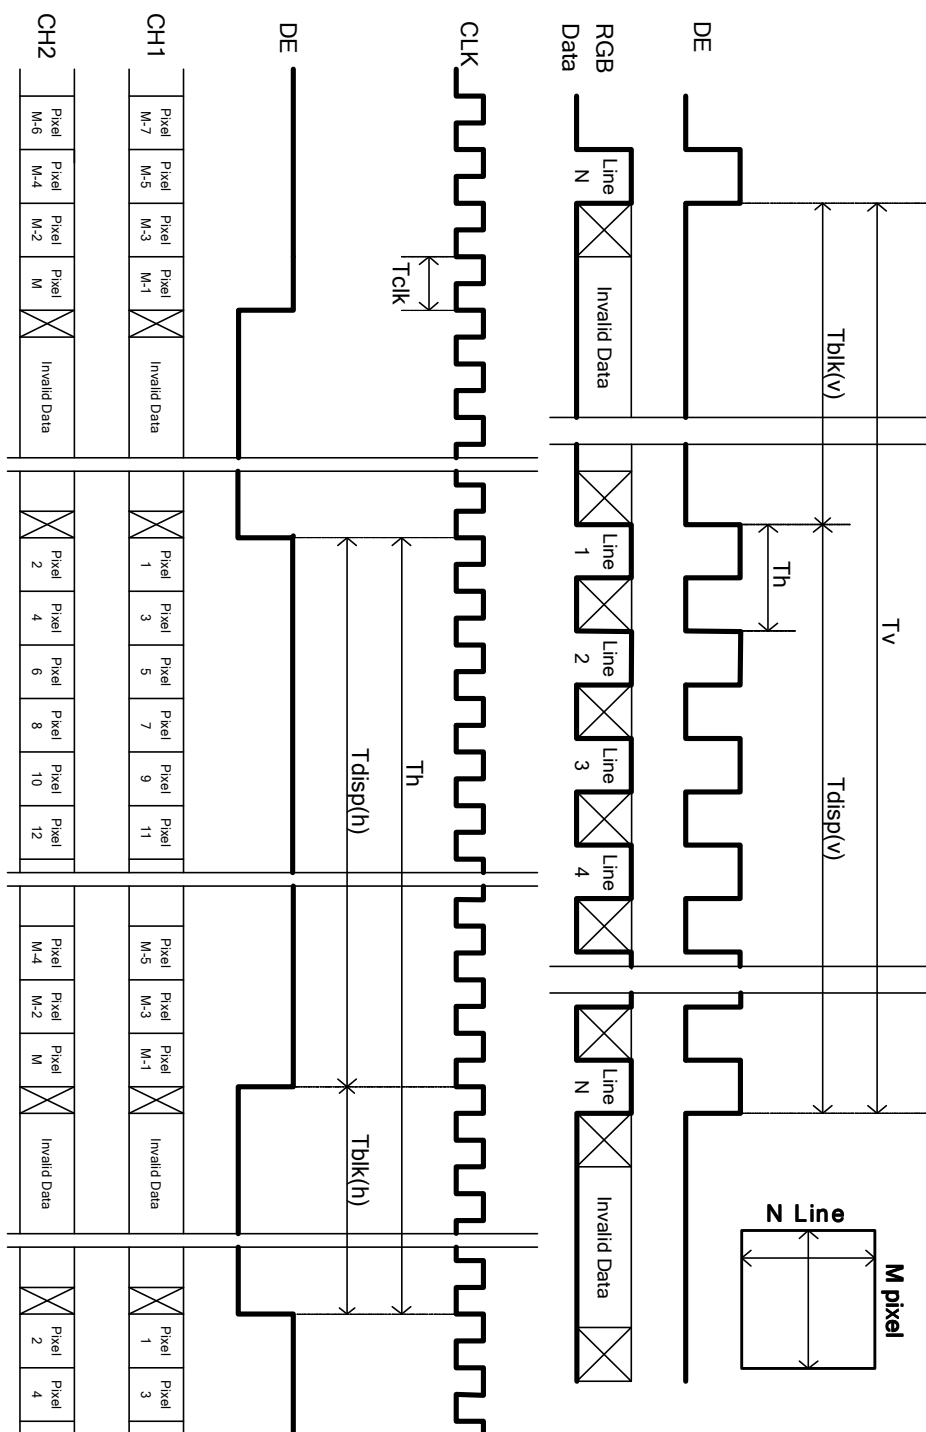 Tv
Tblk(v)
Tdisp(v)
Th
DE
RGB
Data
Line
N
Invalid Data
Line
1
Line
2
Line
3
Line
4
Line
N
Invalid Data
N Line
M pixel
CLK
Tclk
Th
Tdisp(h)
Tblk(h)
DE
CH1
Pixel
M-7
Pixel
M-5
Pixel
M-3
Pixel
M-1
Invalid Data
Pixel
1
Pixel
3
Pixel
5
Pixel
7
Pixel
9
Pixel
11
Pixel
M-5
Pixel
M-3
Pixel
M-1
Invalid Data
Pixel
1
Pixel
3
CH2
Pixel
M-6
Pixel
M-4
Pixel
M-2
Pixel
M
Invalid Data
Pixel
2
Pixel
4
Pixel
6
Pixel
8
Pixel
10
Pixel
12
Pixel
M-4
Pixel
M-2
Pixel
M
Invalid Data
Pixel
2
Pixel
4